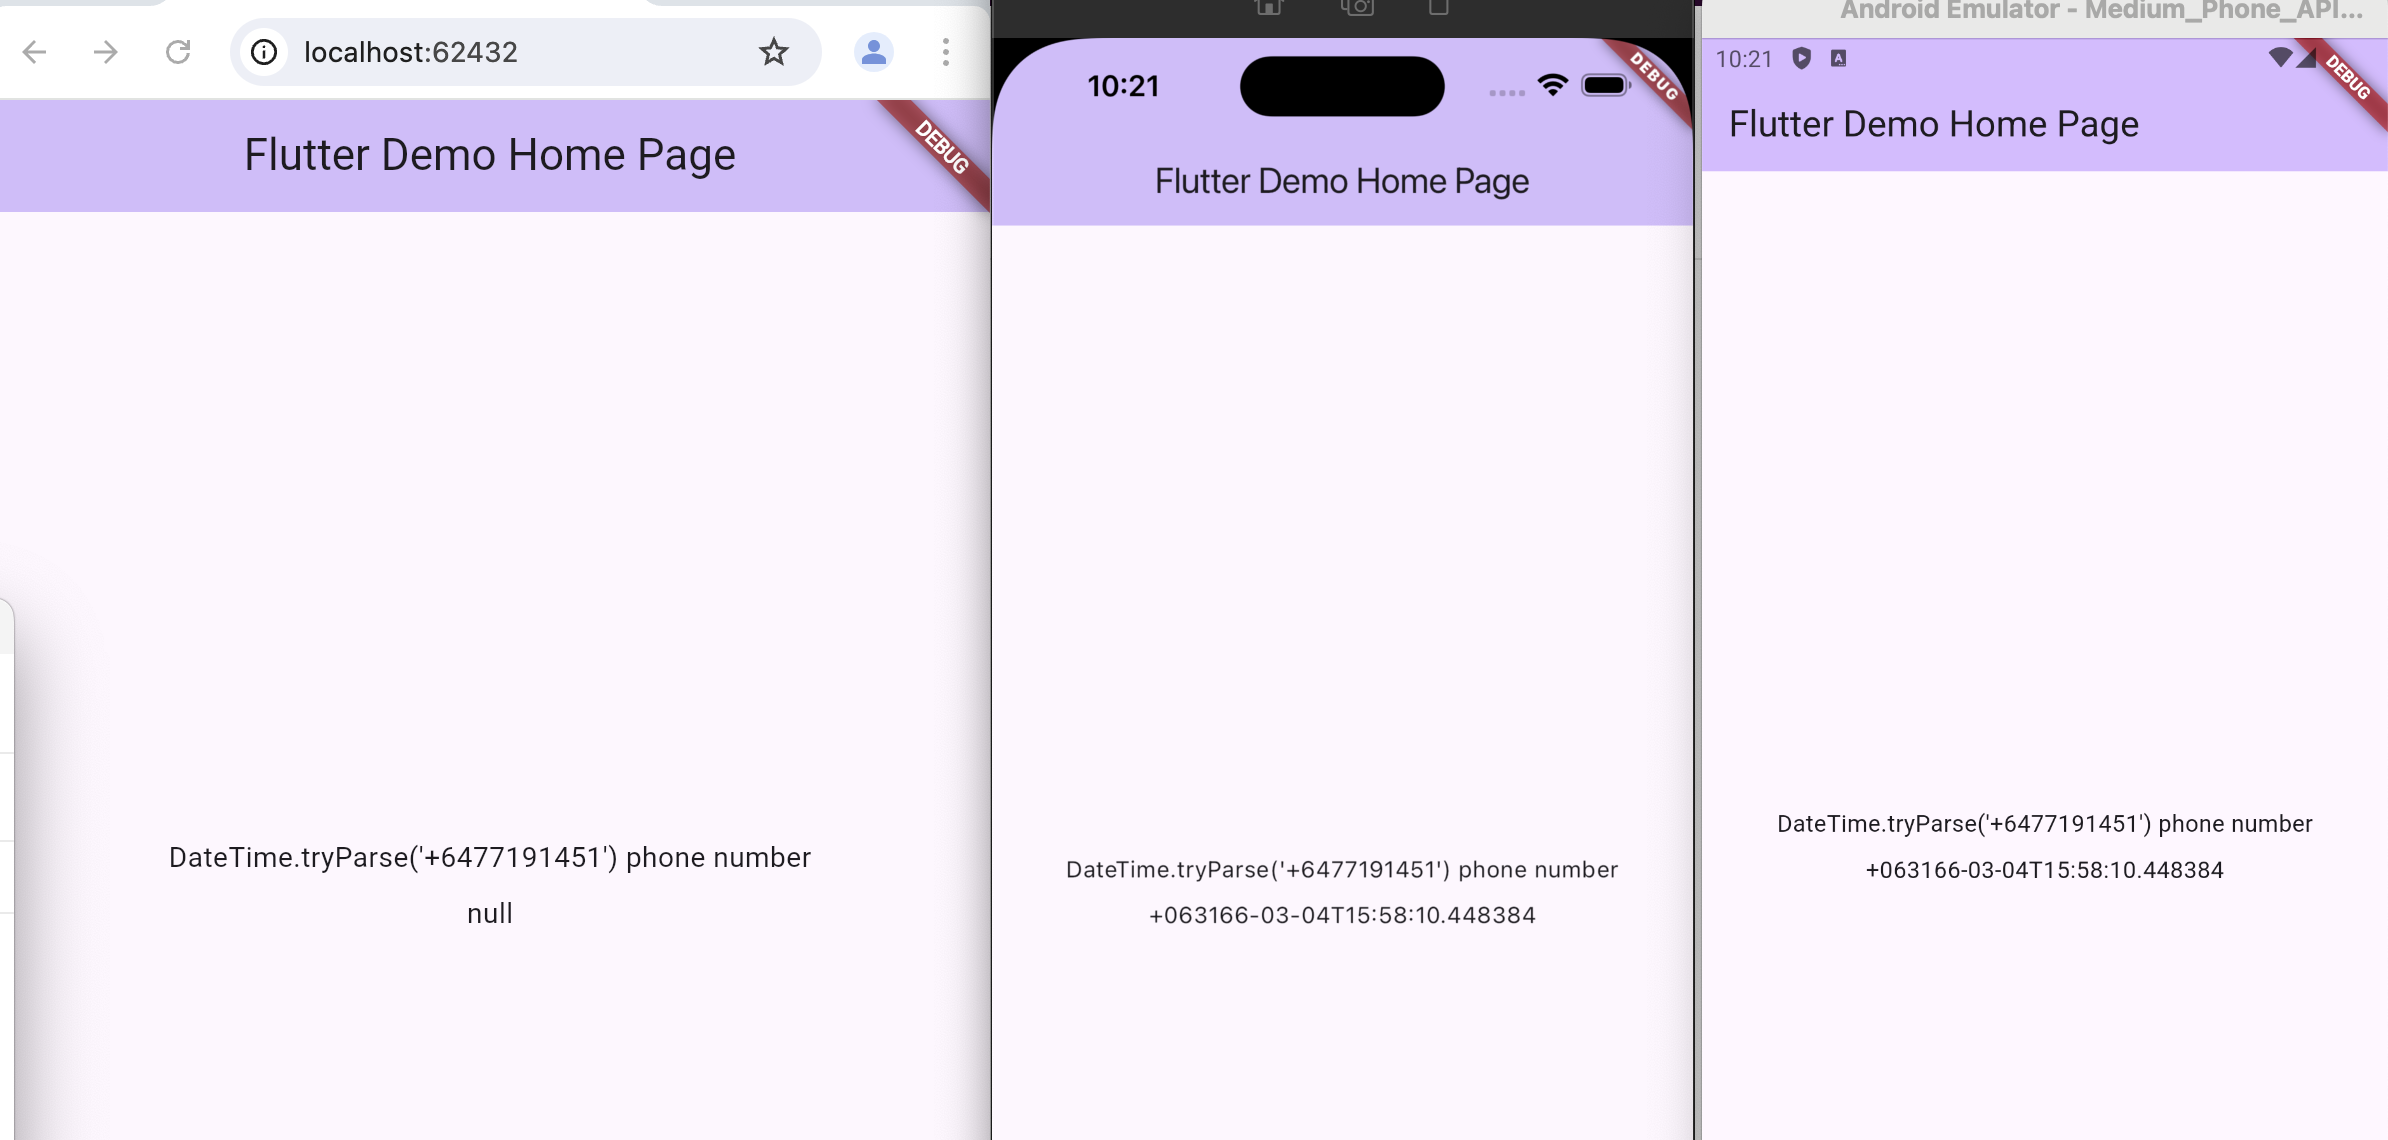 localhost:62432
Flutter Demo Home Page
DEBUG
DateTime.tryParse('+6477191451') phone number
null
10:21
DEBUG
Flutter Demo Home Page
DateTime.tryParse('+6477191451') phone number
+063166-03-04T15:58:10.448384
Android Emulator - Medium_Phone_API...
10:21
A
DEBUG
Flutter Demo Home Page
DateTime.tryParse('+6477191451') phone number
+063166-03-04T15:58:10.448384